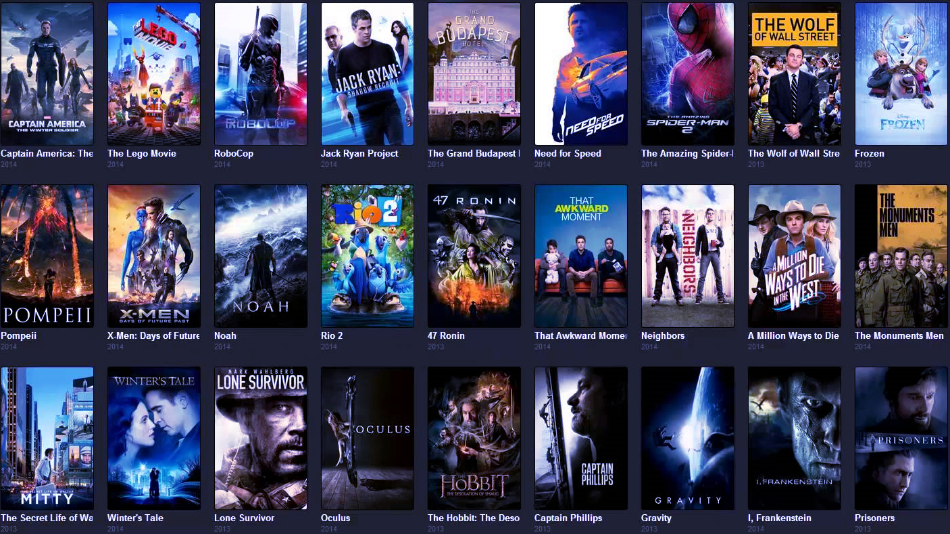 CAPTAIN AMERICA
THE WINTER SOLDIER
Captain America: The
2014
LEGO
The Lego Movie
2014
ROBOCOP
RoboCop
2014
JACK RYAN:
SHADOW RECRUIT
Jack Ryan Project
2014
THE
GRAND
BUDAPEST
HOTEL
The Grand Budapest
2014
NEED FOR
SPEED
Need for Speed
2014
THE AMAZING
SPIDER-MAN
2
The Amazing Spider-
2014
THE WOLF
OF WALL STREET
The Wolf of Wall Stre
2013
Disney
FROZEN
Frozen
2013
POMPEII
Pompeii
2014
X-MEN
DAYS OF FUTURE PAST
X-Men: Days of Future
2014
NOAH
Noah
2014
Rio 2
Rio 2
2014
47 RONIN
47 Ronin
2013
THAT
AWKWARD
MOMENT
That Awkward Mome
2014
NEIGHBORS
Neighbors
2014
A MILLION
WAYS TO DIE
IN THE
WEST
A Million Ways to Die
2014
THE
MONUMENTS
MEN
The Monuments Men
2014
MITTY
The Secret Life of Wa
2013
WINTER'S TALE
Winter's Tale
2014
MARK WAHLBERG
LONE SURVIVOR
Lone Survivor
2013
OCULUS
Oculus
2014
THE
HOBBIT
THE DESOLATION OF SMAUG
The Hobbit: The Deso
2013
CAPTAIN
PHILLIPS
Captain Phillips
2013
GRAVITY
Gravity
2013
I, FRANKENSTEIN
I, Frankenstein
2014
PRISONERS
Prisoners
2013